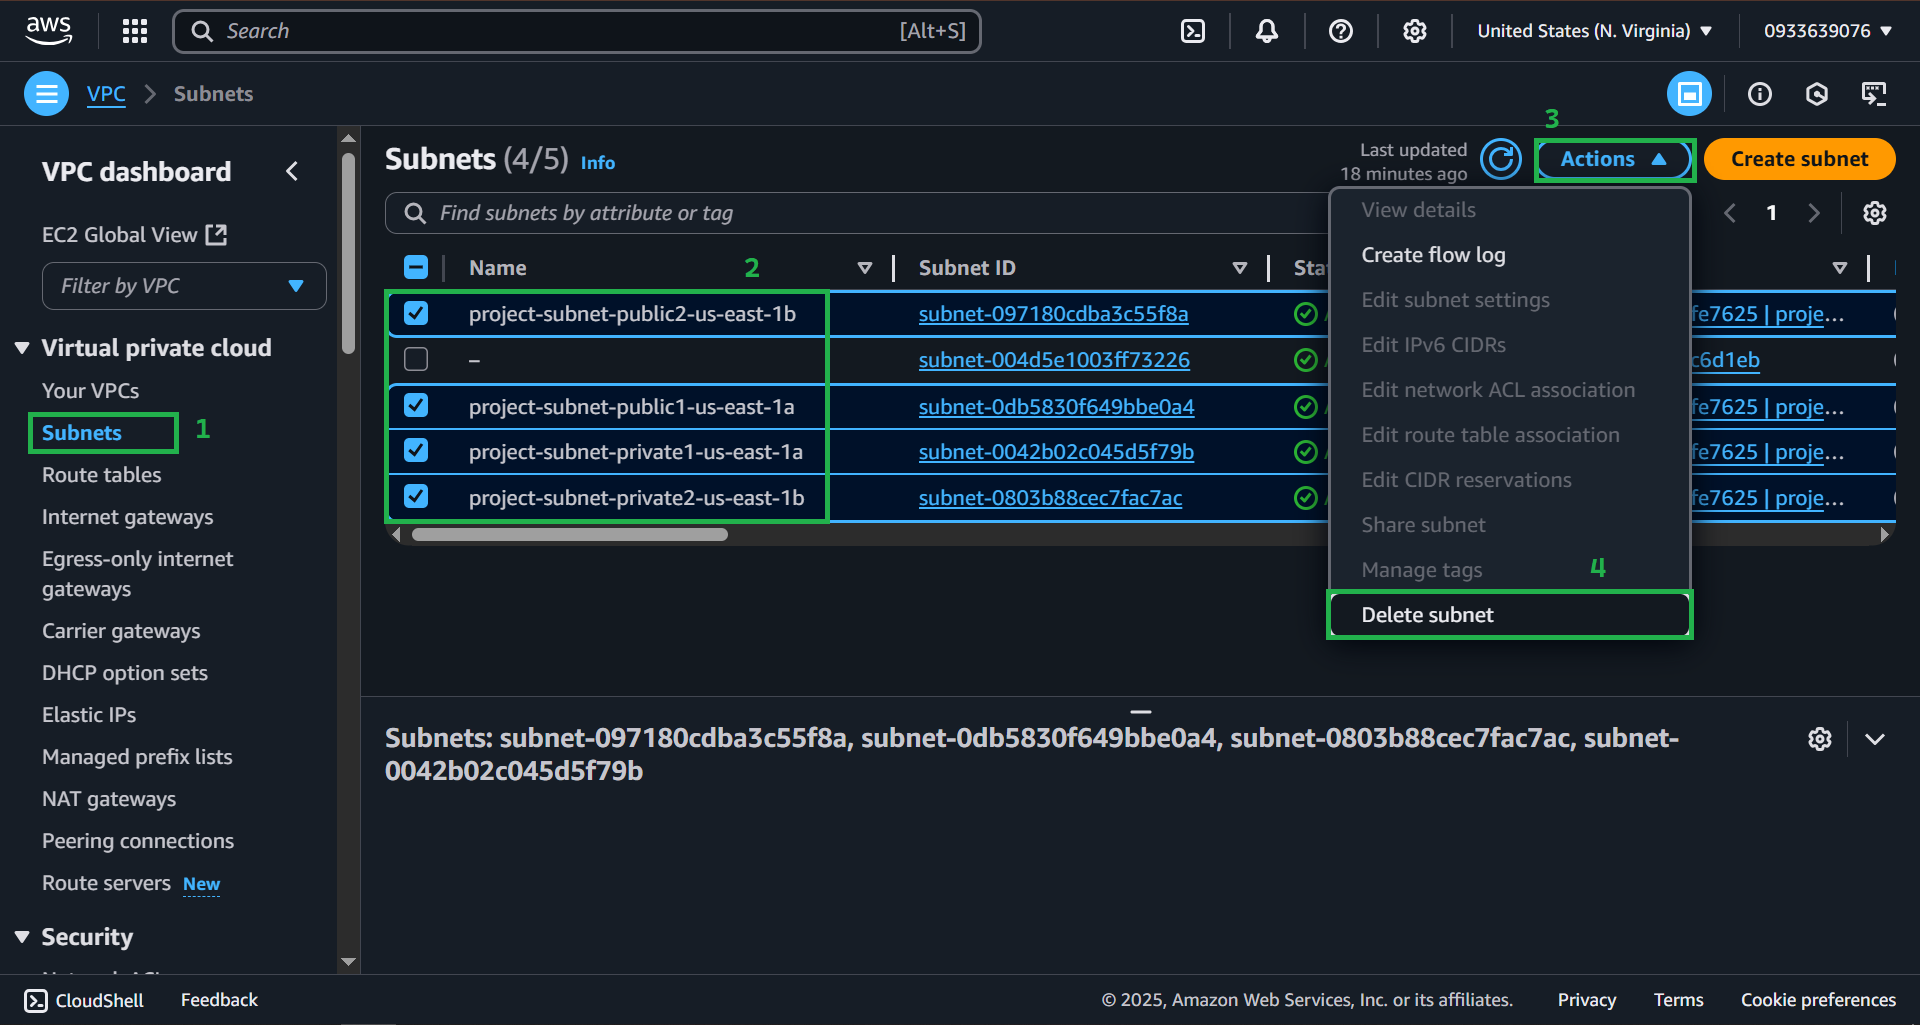 aws
Search
[Alt+S]
United States (N. Virginia)
0933639076
VPC
Subnets
VPC dashboard
EC2 Global View
Filter by VPC
Virtual private cloud
Your VPCs
Subnets
1
Route tables
Internet gateways
Egress-only internet
gateways
Carrier gateways
DHCP option sets
Elastic IPs
Managed prefix lists
NAT gateways
Peering connections
Route servers New
Security
Subnets (4/5) Info
Last updated
18 minutes ago
3
Actions
Create subnet
Find subnets by attribute or tag
1
Name
2
Subnet ID
project-subnet-public2-us-east-1b
subnet-097180cdba3c55f8a
fe7625 | proje...
–
subnet-004d5e1003ff73226
c6d1eb
project-subnet-public1-us-east-1a
subnet-0db5830f649bbe0a4
fe7625 | proje...
project-subnet-private1-us-east-1a
subnet-0042b02c045d5f79b
fe7625 | proje...
project-subnet-private2-us-east-1b
subnet-0803b88cec7fac7ac
fe7625 | proje...
View details
Create flow log
Edit subnet settings
Edit IPv6 CIDRs
Edit network ACL association
Edit route table association
Edit CIDR reservations
Share subnet
Manage tags
4
Delete subnet
Subnets: subnet-097180cdba3c55f8a, subnet-0db5830f649bbe0a4, subnet-0803b88cec7fac7ac, subnet-
0042b02c045d5f79b
CloudShell
Feedback
© 2025, Amazon Web Services, Inc. or its affiliates.
Privacy
Terms
Cookie preferences